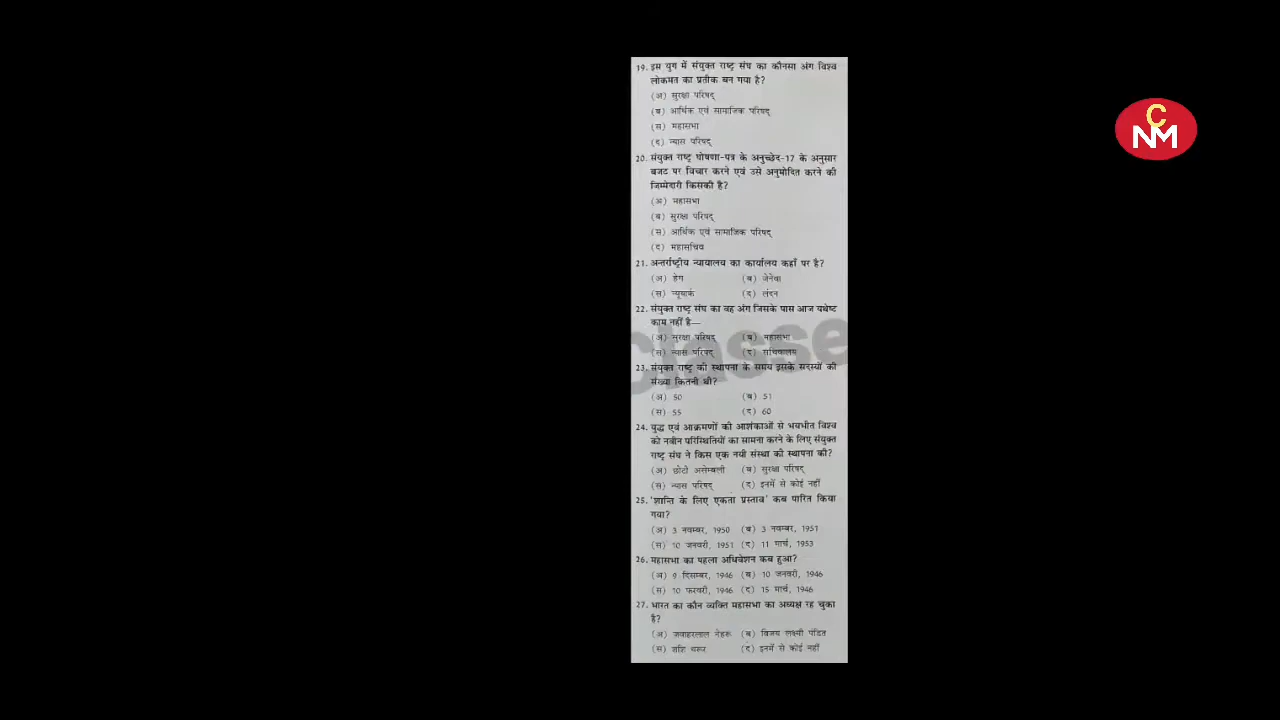 19. इस युग में संयुक्त राष्ट्र संघ का कौनसा अंग विश्व
लोकमत का प्रतीक बन गया है?
(अ) सुरक्षा परिषद्
(ब) आर्थिक एवं सामाजिक परिषद्
(स) महासभा
(द) न्यास परिषद्
20. संयुक्त राष्ट्र घोषणा-पत्र के अनुच्छेद-17 के अनुसार
बजट पर विचार करने एवं उसे अनुमोदित करने की
जिम्मेदारी किसकी है?
(अ) महासभा
(ब) सुरक्षा परिषद्
(स) आर्थिक एवं सामाजिक परिषद्
(द) महासचिव
21. अन्तर्राष्ट्रीय न्यायालय का कार्यालय कहाँ पर है?
(अ) हेग (ब) जेनेवा
(स) न्यूयार्क (द) लंदन
22. संयुक्त राष्ट्र संघ का वह अंग जिसके पास आज यथेष्ट
काम नहीं है—
(अ) सुरक्षा परिषद् (ब) महासभा
(स) न्यास परिषद् (द) सचिवालय
23. संयुक्त राष्ट्र की स्थापना के समय इसके सदस्यों की
संख्या कितनी थी?
(अ) 50 (ब) 51
(स) 55 (द) 60
24. युद्ध एवं आक्रमणों की आशंकाओं से भयभीत विश्व
की नवीन परिस्थितियों का सामना करने के लिए संयुक्त
राष्ट्र संघ ने किस एक नयी संस्था की स्थापना की?
(अ) छोटी असेम्बली (ब) सुरक्षा परिषद्
(स) न्यास परिषद् (द) इनमें से कोई नहीं
25. 'शान्ति के लिए एकता प्रस्ताव' कब पारित किया
गया?
(अ) 3 नवम्बर, 1950 (ब) 3 नवम्बर, 1951
(स) 10 जनवरी, 1951 (द) 11 मार्च, 1953
26. महासभा का पहला अधिवेशन कब हुआ?
(अ) 9 दिसम्बर, 1946 (ब) 10 जनवरी, 1946
(स) 10 फरवरी, 1946 (द) 15 मार्च, 1946
27. भारत का कौन व्यक्ति महासभा का अध्यक्ष रह चुका
है?
(अ) जवाहरलाल नेहरू (ब) विजय लक्ष्मी पंडित
(स) शशि थरूर (द) इनमें से कोई नहीं
Classe
C
NM